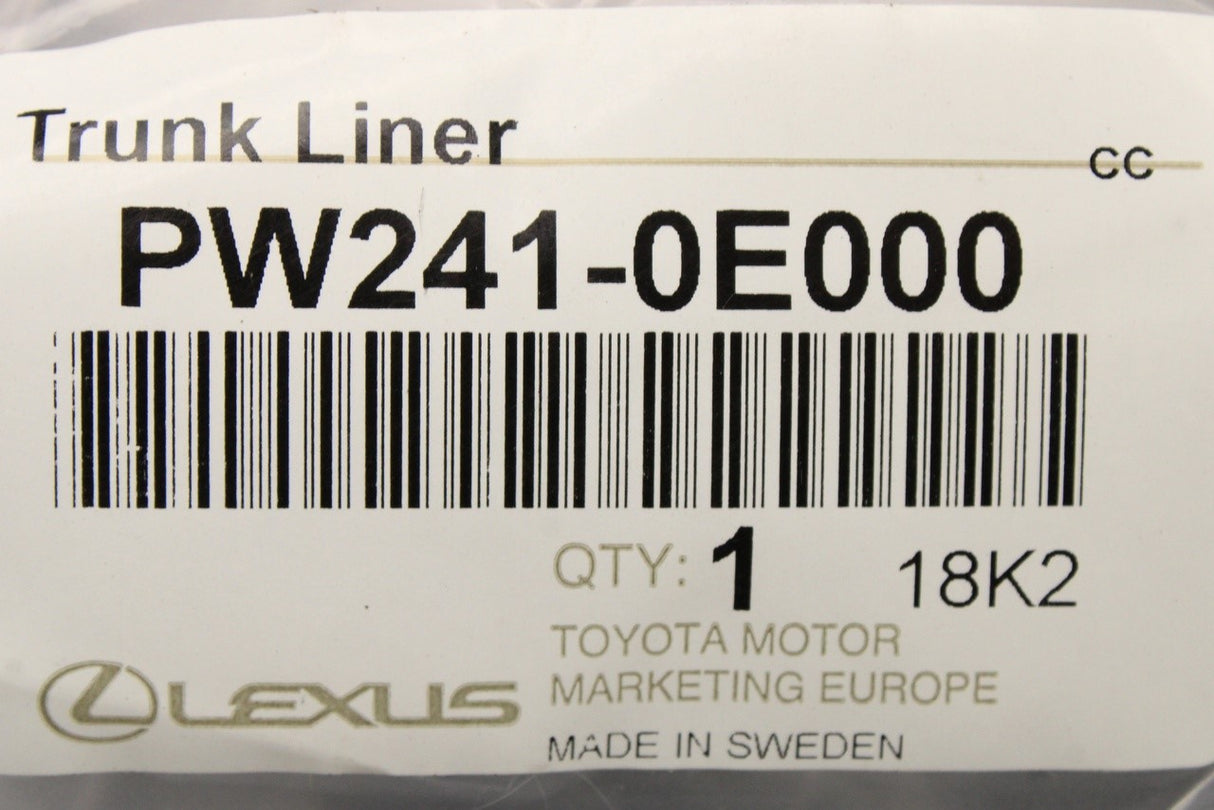 Trunk Liner
CC
PW241-0E000
QTY: 1 18K2
TOYOTA MOTOR
MARKETING EUROPE
LEXUS
MADE IN SWEDEN